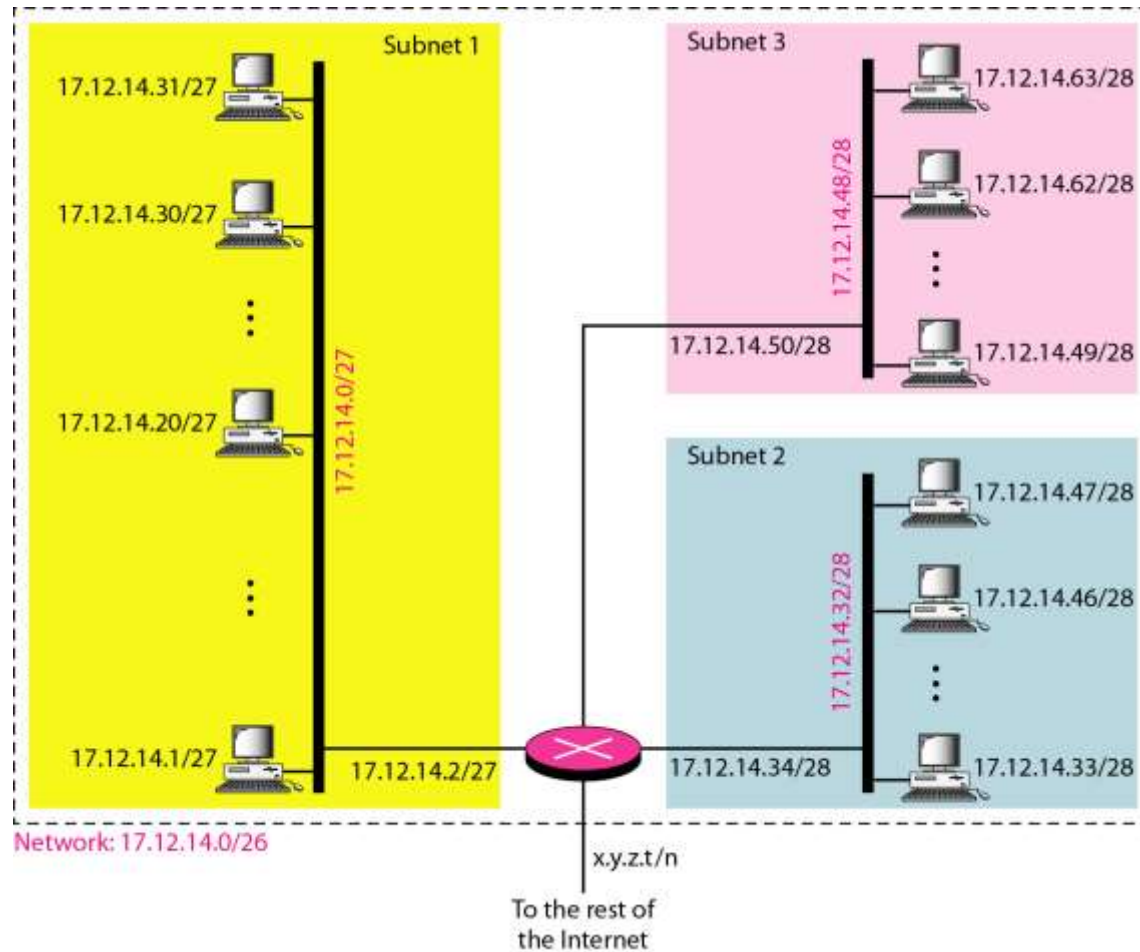 Subnet 1
17.12.14.31/27
17.12.14.30/27
17.12.14.20/27
17.12.14.1/27
17.12.14.0/27
17.12.14.2/27
Subnet 3
17.12.14.63/28
17.12.14.62/28
17.12.14.49/28
17.12.14.48/28
17.12.14.50/28
Subnet 2
17.12.14.47/28
17.12.14.46/28
17.12.14.33/28
17.12.14.32/28
17.12.14.34/28
Network: 17.12.14.0/26
x.y.z.t/n
To the rest of
the Internet